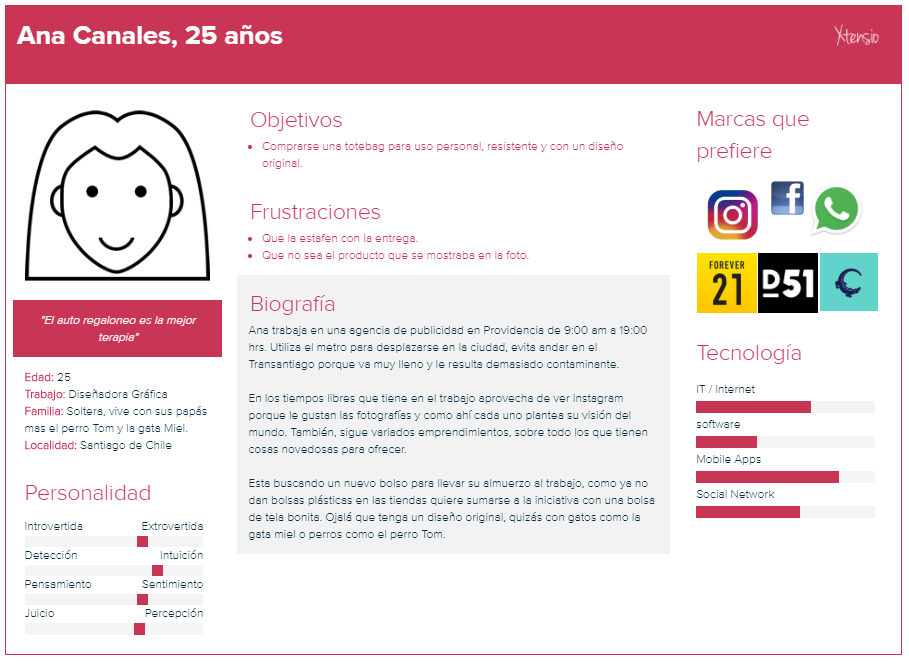 Ana Canales, 25 años
Xtensio
"El auto regaloneo es la mejor
terapia"
Edad: 25
Trabajo: Diseñadora Gráfica
Familia: Soltera, vive con sus papás
mas el perro Tom y la gata Miel.
Localidad: Santiago de Chile
Personalidad
Introvertida Extrovertida
Detección Intuición
Pensamiento Sentimiento
Juicio Percepción
Objetivos
Comprarse una totebag para uso personal, resistente y con un diseño
original.
Frustraciones
Que la estafen con la entrega.
Que no sea el producto que se mostraba en la foto.
Biografía
Ana trabaja en una agencia de publicidad en Providencia de 9:00 am a 19:00
hrs. Utiliza el metro para desplazarse en la ciudad, evita andar en el
Transantiago porque va muy lleno y le resulta demasiado contaminante.
En los tiempos libres que tiene en el trabajo aprovecha de ver Instagram
porque le gustan las fotografías y como ahí cada uno plantea su visión del
mundo. También, sigue variados emprendimientos, sobre todo los que tienen
cosas novedosas para ofrecer.
Esta buscando un nuevo bolso para llevar su almuerzo al trabajo, como ya no
dan bolsas plásticas en las tiendas quiere sumarse a la iniciativa con una bolsa
de tela bonita. Ojalá que tenga un diseño original, quizás con gatos como la
gata miel o perros como el perro Tom.
Marcas que
prefiere
f
FOREVER
21
D51
Tecnología
IT / Internet
software
Mobile Apps
Social Network